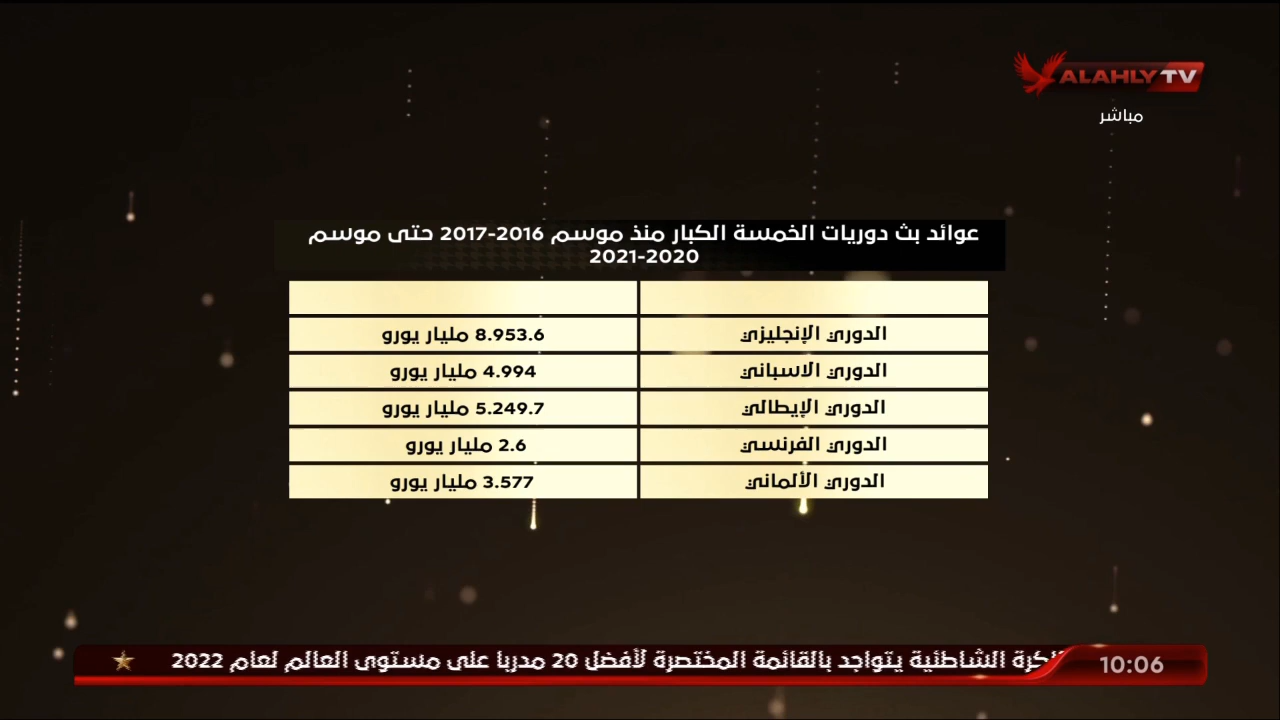 ALAHLY TV
مباشر
عوائد بث دوريات الخمسة الكبار منذ موسم 2016-2017 حتى موسم
2020-2021
الدوري الإنجليزي 8.953.6 مليار يورو
الدوري الاسباني 4.994 مليار يورو
الدوري الإيطالي 5.249.7 مليار يورو
الدوري الفرنسي 2.6 مليار يورو
الدوري الألماني 3.577 مليار يورو
10:06
الشاطئية يتواجد بالقائمة المختصرة لأفضل 20 مدربا على مستوى العالم لعام 2022